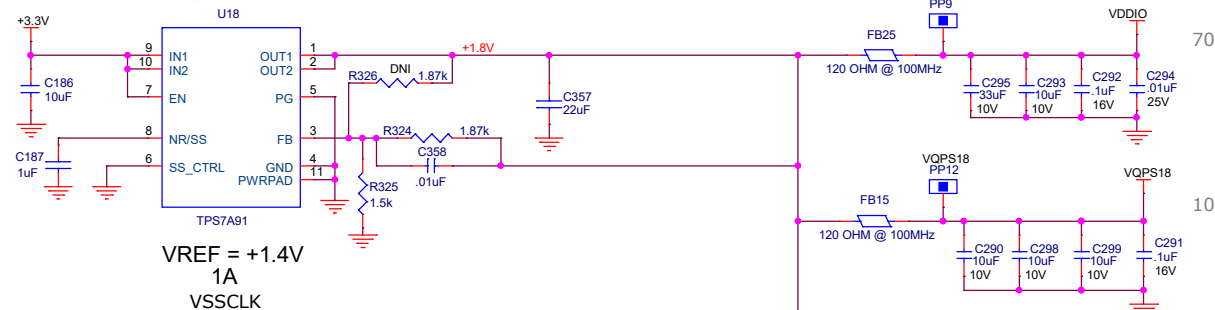 +3.3V
U18
PP9
VDDIO
9 IN1 OUT1 1
10 IN2 OUT2 2
7 EN PG 5
8 NR/SS FB 3
6 SS_CTRL GND 4
PWRPAD 11
TPS7A91
C186
10uF
C187
1uF
+1.8V
R326 DNI 1.87k
R324 1.87k
C358
.01uF
R325
1.5k
C357
22uF
FB25
120 OHM @ 100MHz
C295
33uF
10V
C293
10uF
10V
C292
.1uF
16V
C294
.01uF
25V
70
VQPS18
PP12
VQPS18
FB15
120 OHM @ 100MHz
C290
10uF
10V
C298
10uF
10V
C299
10uF
10V
C291
.1uF
16V
10
VREF = +1.4V
1A
VSSCLK